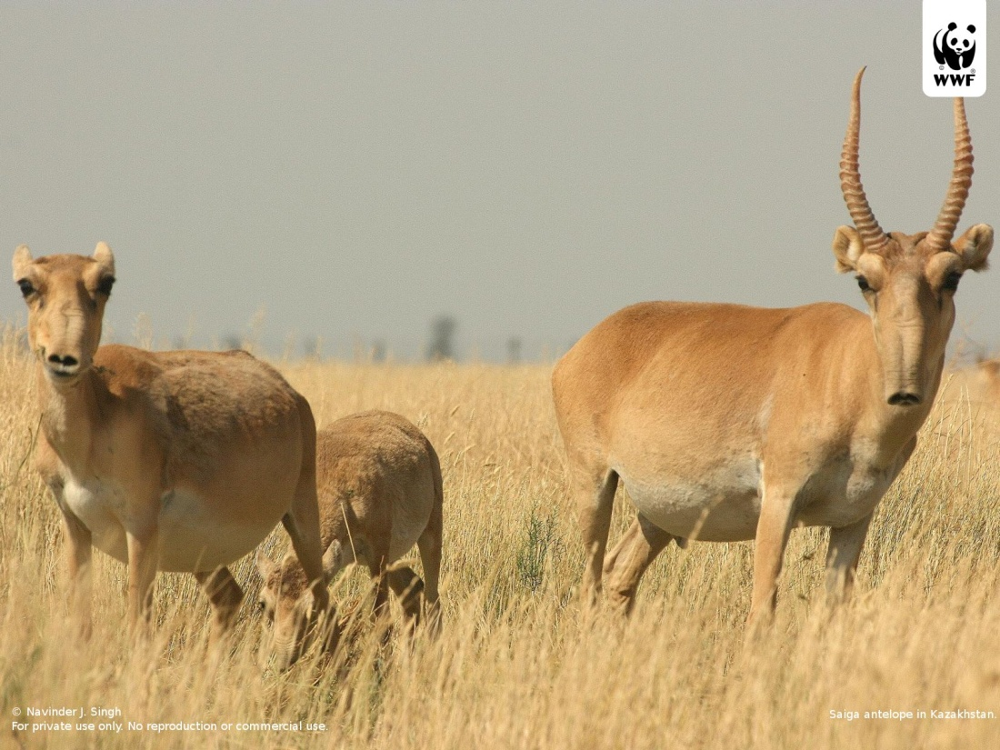 WWF
© Navinder J. Singh
For private use only. No reproduction or commercial use.
Saiga antelope in Kazakhstan.